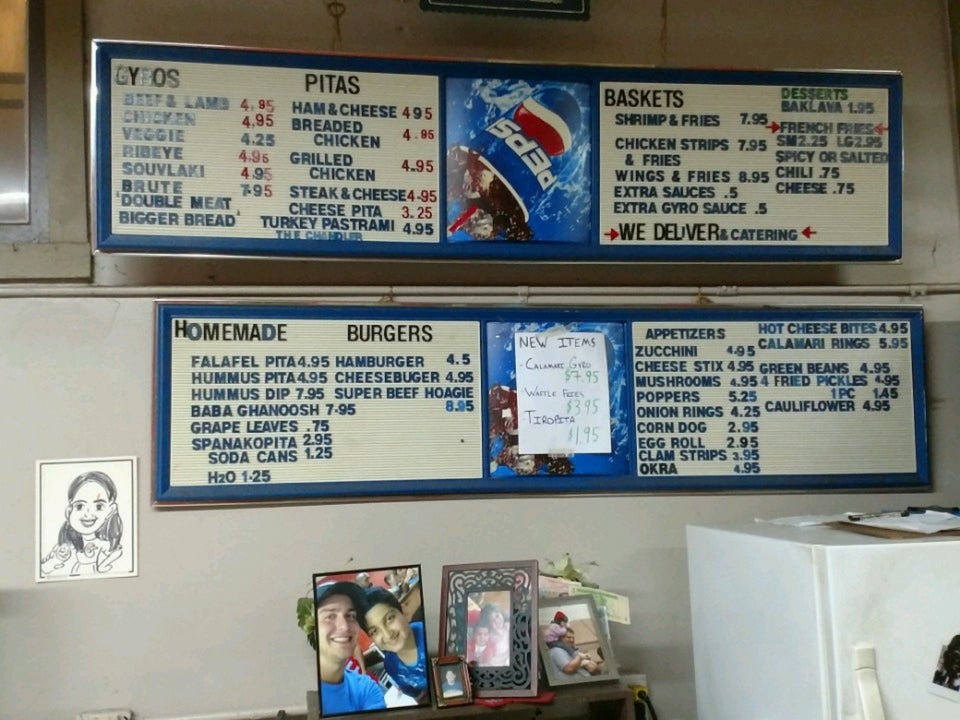 GYROS
BEEF & LAMB 4.95
CHICKEN 4.95
VEGGIE 4.25
RIBEYE 4.95
SOUVLAKI 4.95
BRUTE 7.95
"DOUBLE MEAT
BIGGER BREAD"
PITAS
HAM & CHEESE 4.95
BREADED
CHICKEN 4.95
GRILLED
CHICKEN 4.95
STEAK & CHEESE 4.95
CHEESE PITA 3.25
TURKEY PASTRAMI 4.95
THE CHANDLER
PEPSI
BASKETS
SHRIMP & FRIES 7.95
CHICKEN STRIPS 7.95
& FRIES
WINGS & FRIES 8.95
EXTRA SAUCES .5
EXTRA GYRO SAUCE .5
WE DELIVER & CATERING
DESSERTS
BAKLAVA 1.95
FRENCH FRIES
SM 2.25 LG 2.95
SPICY OR SALTED
CHILI .75
CHEESE .75
HOMEMADE
FALAFEL PITA 4.95
HUMMUS PITA 4.95
HUMMUS DIP 7.95
BABA GHANOOSH 7.95
GRAPE LEAVES .75
SPANAKOPITA 2.95
SODA CANS 1.25
H2O 1.25
BURGERS
HAMBURGER 4.5
CHEESEBUGER 4.95
SUPER BEEF HOAGIE
8.95
NEW ITEMS
- CALAMARI GYRO
$7.95
WAFFLE FRIES
$3.95
TIROPITA
$1.95
APPETIZERS
ZUCCHINI 4.95
CHEESE STIX 4.95
MUSHROOMS 4.95
POPPERS 5.25
ONION RINGS 4.25
CORN DOG 2.95
EGG ROLL 2.95
CLAM STRIPS 3.95
OKRA 4.95
HOT CHEESE BITES 4.95
CALAMARI RINGS 5.95
GREEN BEANS 4.95
4 FRIED PICKLES 4.95
1 PC 1.45
CAULIFLOWER 4.95